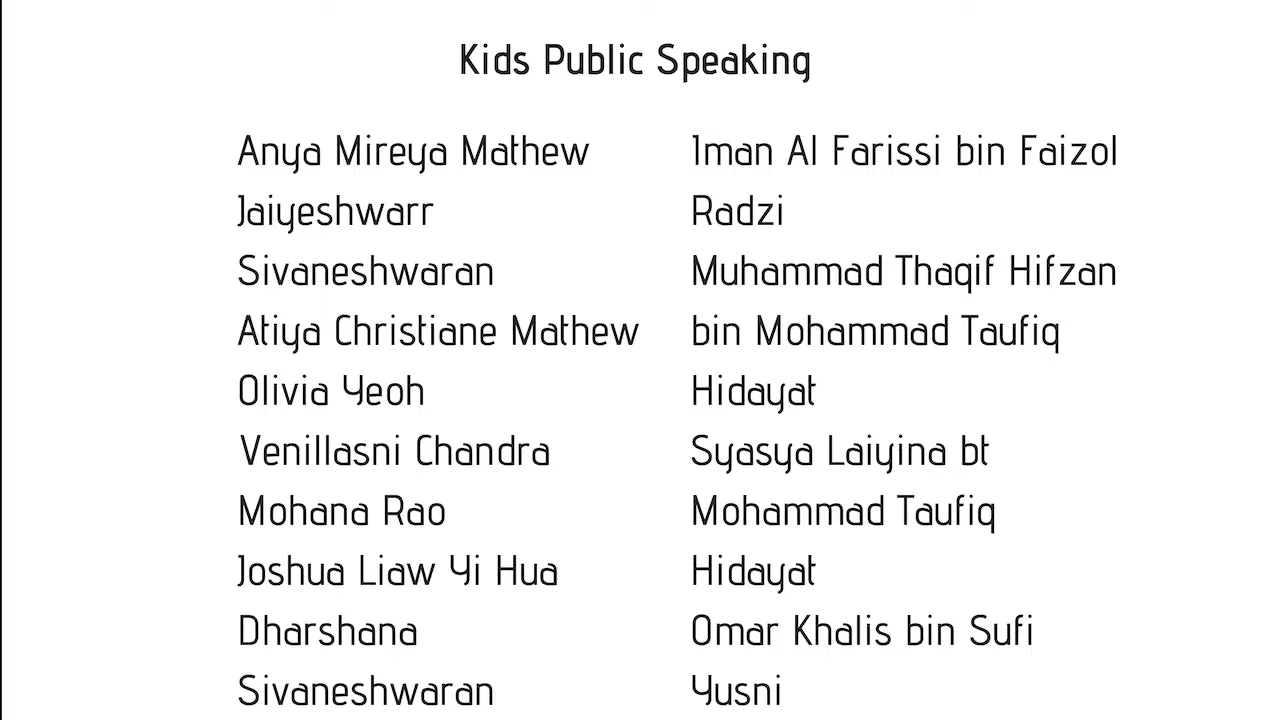 Kids Public Speaking
Anya Mireya Mathew
Jaiyeshwarr
Sivaneshwaran
Atiya Christiane Mathew
Olivia Yeoh
Venillasni Chandra
Mohana Rao
Joshua Liaw Yi Hua
Dharshana
Sivaneshwaran
Iman Al Farissi bin Faizol
Radzi
Muhammad Thaqif Hifzan
bin Mohammad Taufiq
Hidayat
Syasya Laiyina bt
Mohammad Taufiq
Hidayat
Omar Khalis bin Sufi
Yusni